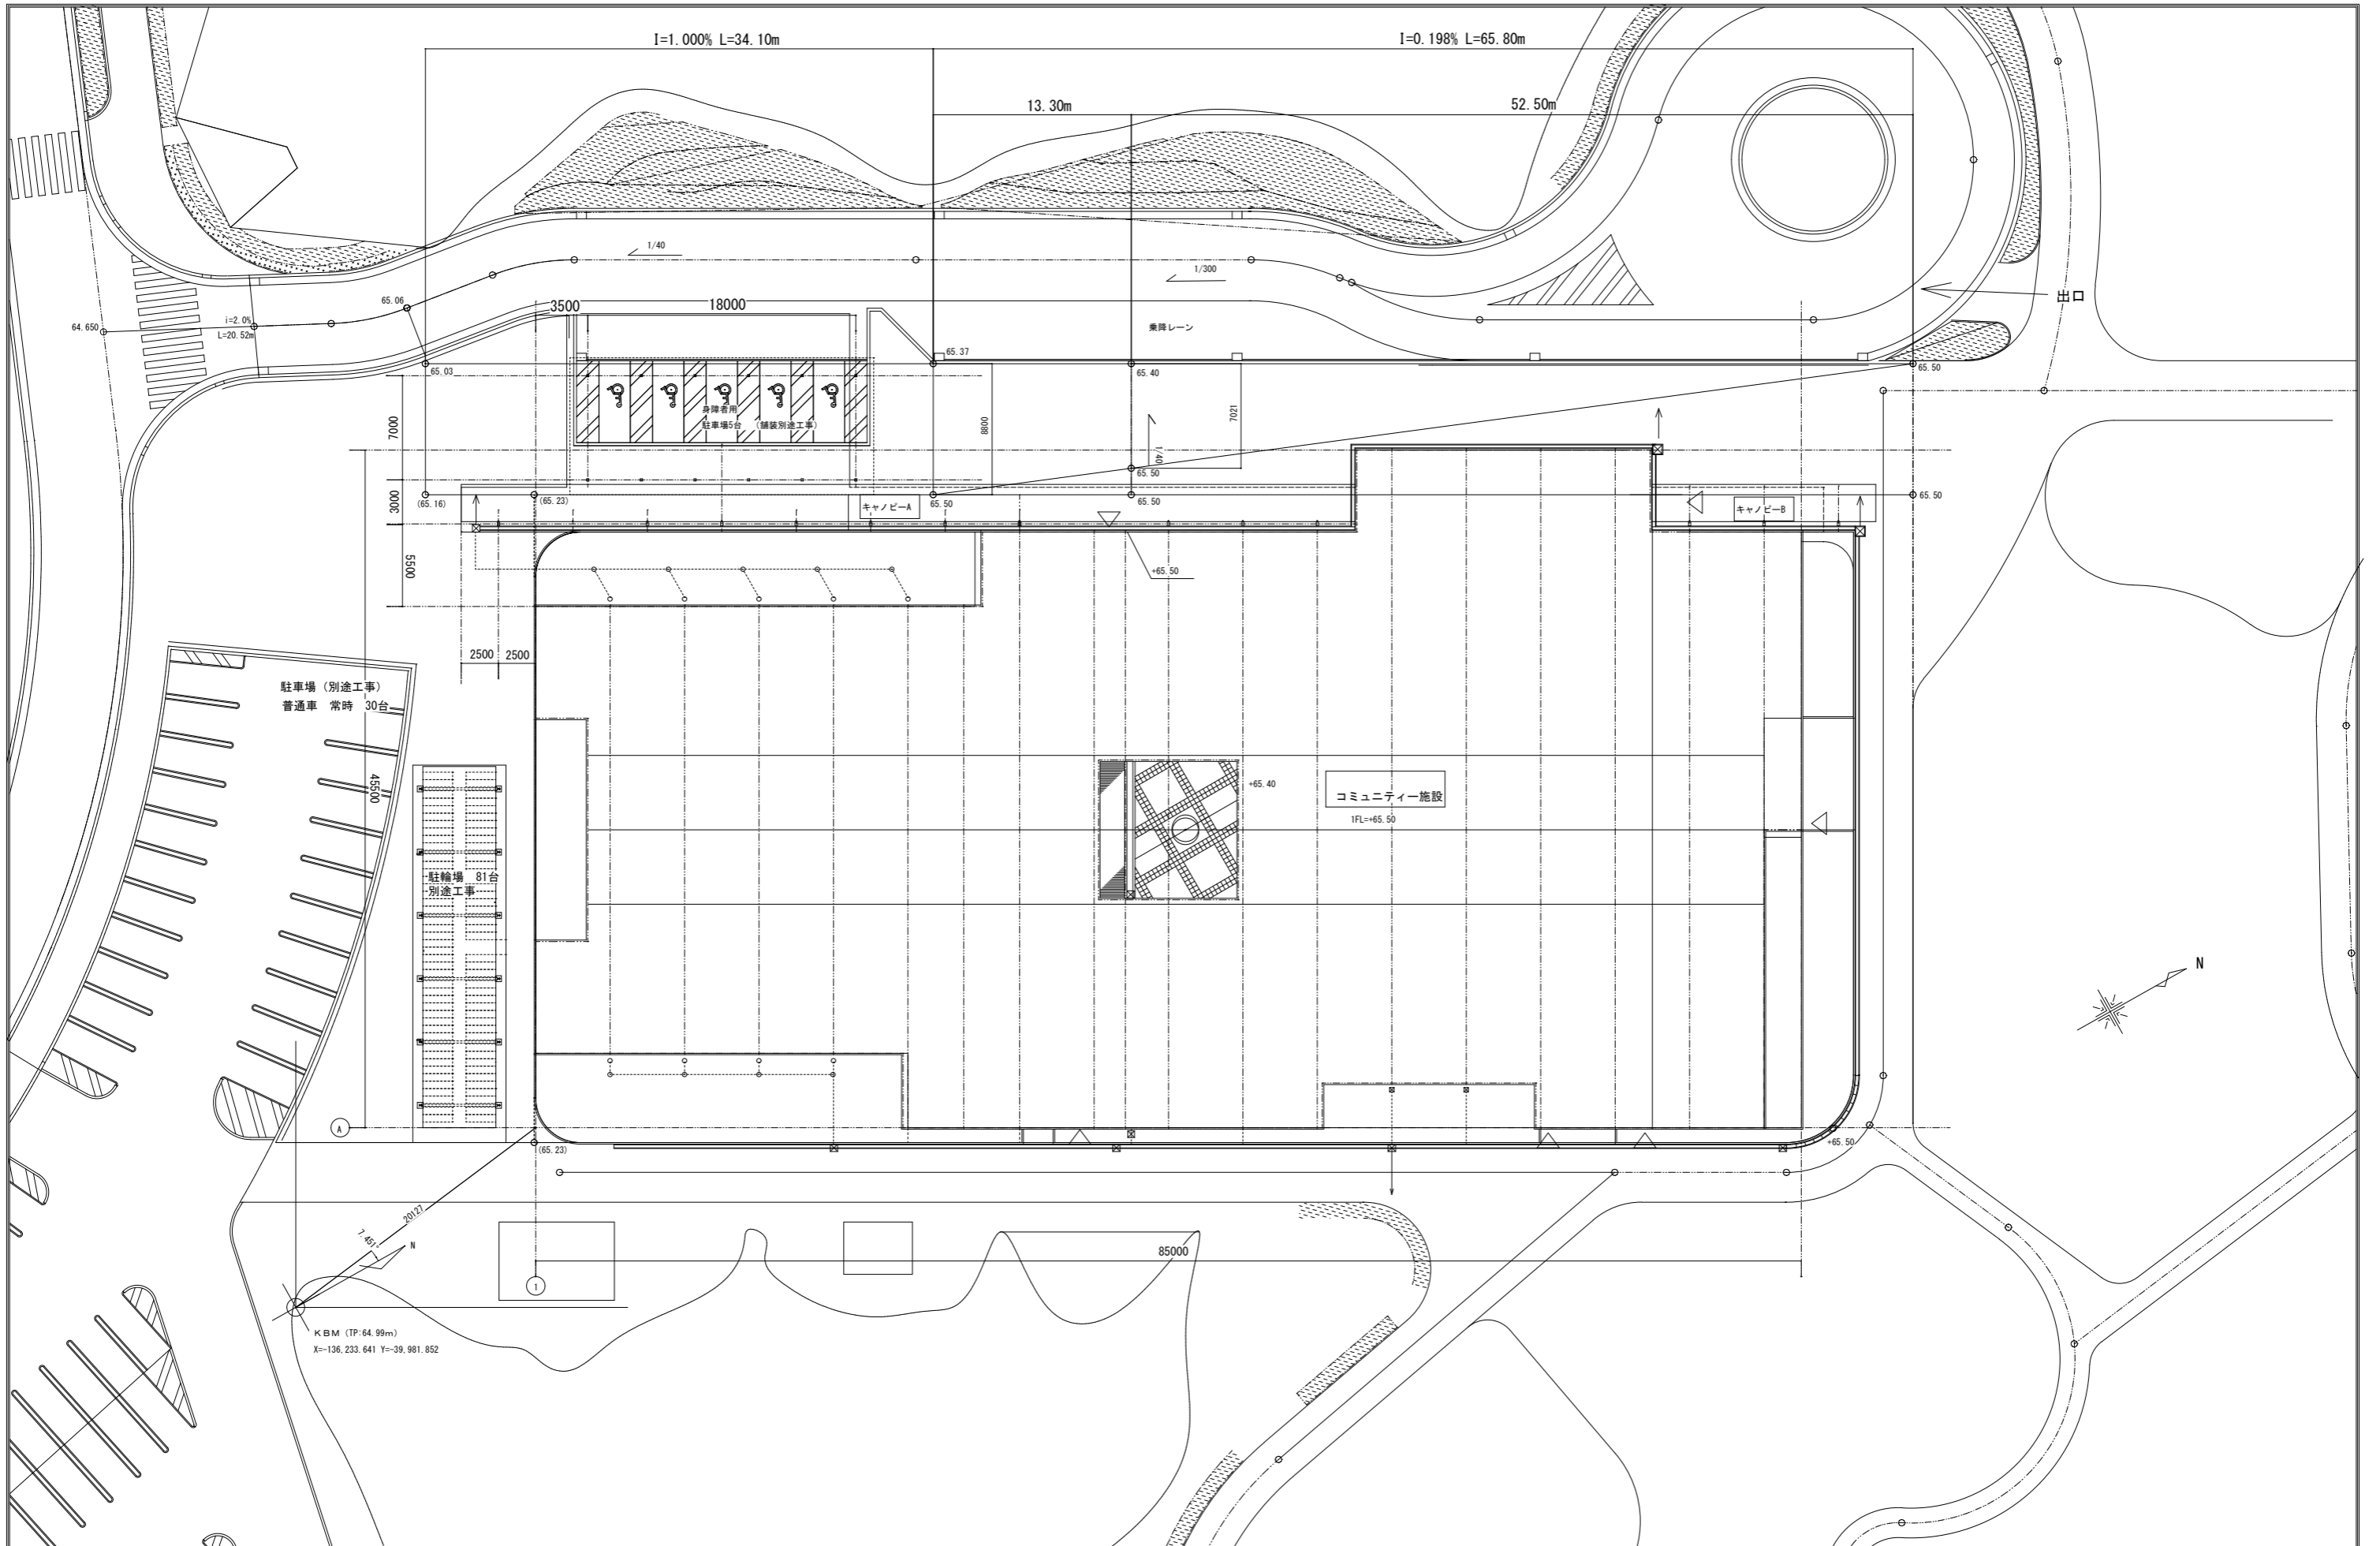 I=1.000% L=34.10m
I=0.198% L=65.80m
13.30m
52.50m
1/40
1/300
出口
65.06
3500
18000
64.650
i=2.0%
L=20.52m
乗降レーン
65.37
65.03
65.40
65.50
身障者用
駐車場5台 (舗装別途工事)
7000
8800
7021
1/40
65.50
(65.16)
(65.23)
3000
キャノピーA
65.50
65.50
キャノピーB
65.50
5500
+65.50
2500
2500
駐車場(別途工事)
普通車 常時 30台
45500
+65.40
コミュニティー施設
1FL=+65.50
駐輪場 81台
別途工事
N
A
(65.23)
+65.50
20127
7.451°
N
85000
1
KBM (TP:64.99m)
X=-136,233.641 Y=-39,981.852